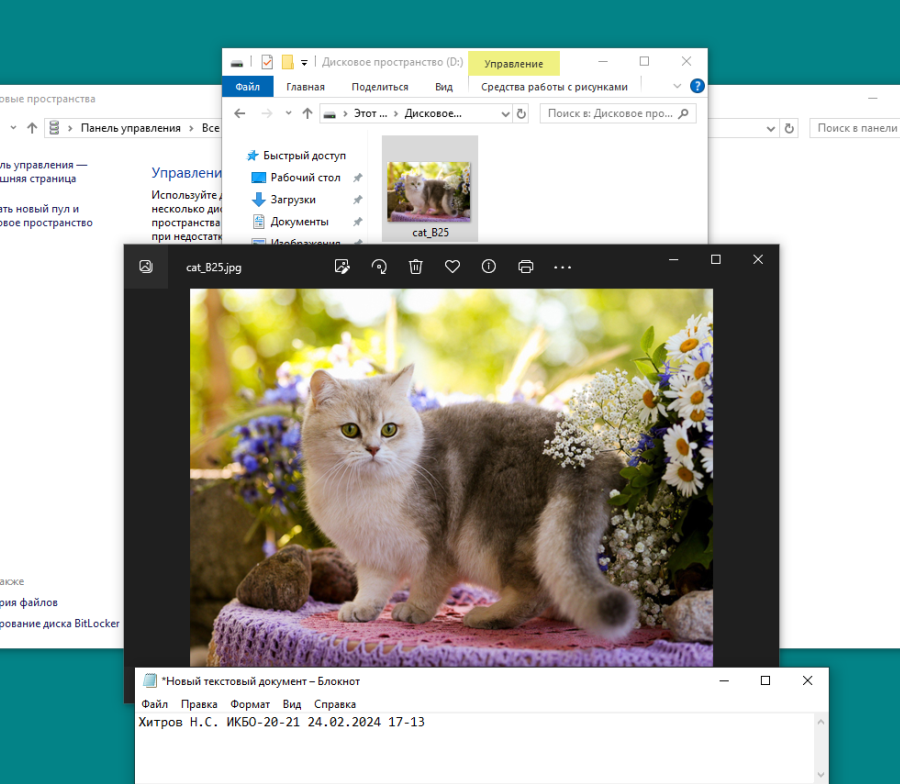 Дисковое пространство (D:)
Управление
Файл
Главная
Поделиться
Вид
Средства работы с рисунками
Этот ...
Дисковое...
Поиск в: Дисковое про...
овые пространства
Панель управления
Все
Поиск в панели
ль управления —
шняя страница
ать новый пул и
овое пространство
Управлени
Используйте д
несколько дис
пространства
при недостатк
Быстрый доступ
Рабочий стол
Загрузки
Документы
Изображения
cat_B25
cat_B25.jpg
акже
рия файлов
рование диска BitLocker
*Новый текстовый документ – Блокнот
Файл Правка Формат Вид Справка
Хитров Н.С. ИКБО-20-21 24.02.2024 17-13